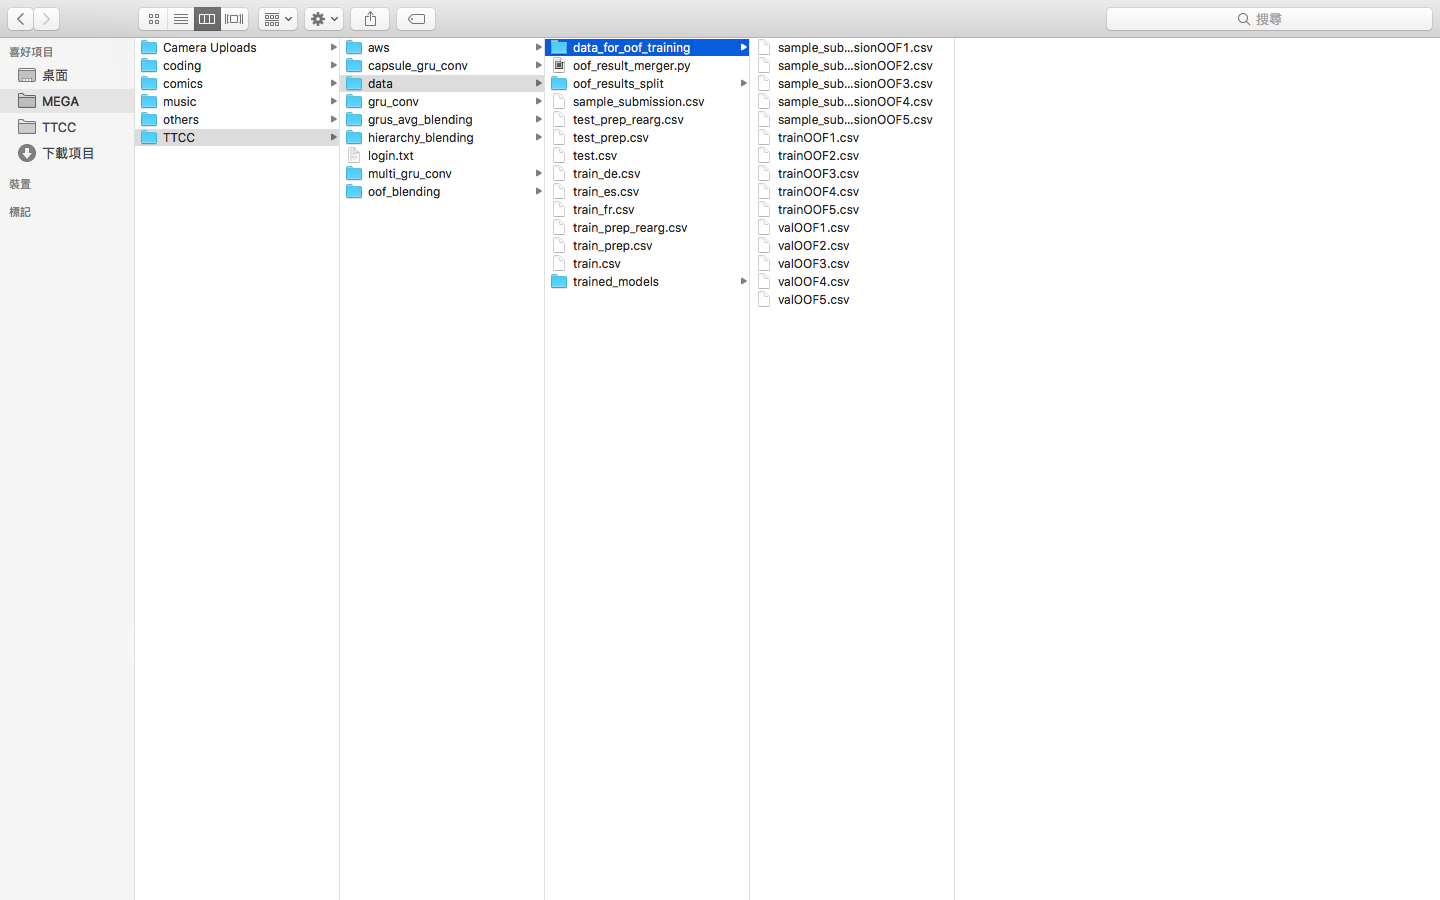 搜尋
喜好項目
桌面
MEGA
TTCC
下載項目
裝置
標記
Camera Uploads
coding
comics
music
others
TTCC
aws
capsule_gru_conv
data
gru_conv
grus_avg_blending
hierarchy_blending
login.txt
multi_gru_conv
oof_blending
data_for_oof_training
oof_result_merger.py
oof_results_split
sample_submission.csv
test_prep_rearg.csv
test_prep.csv
test.csv
train_de.csv
train_es.csv
train_fr.csv
train_prep_rearg.csv
train_prep.csv
train.csv
trained_models
sample_sub...sionOOF1.csv
sample_sub...sionOOF2.csv
sample_sub...sionOOF3.csv
sample_sub...sionOOF4.csv
sample_sub...sionOOF5.csv
trainOOF1.csv
trainOOF2.csv
trainOOF3.csv
trainOOF4.csv
trainOOF5.csv
valOOF1.csv
valOOF2.csv
valOOF3.csv
valOOF4.csv
valOOF5.csv